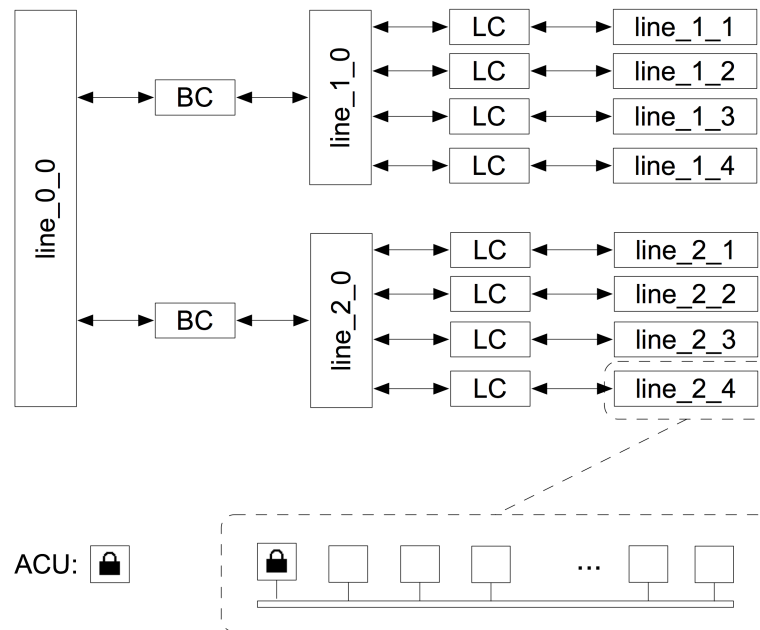 line_0_0
BC
line_1_0
LC
line_1_1
LC
line_1_2
LC
line_1_3
LC
line_1_4
BC
line_2_0
LC
line_2_1
LC
line_2_2
LC
line_2_3
LC
line_2_4
ACU:
...